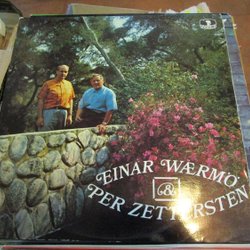 EINAR WÆRMÖ
&
PER ZETTERSTEN